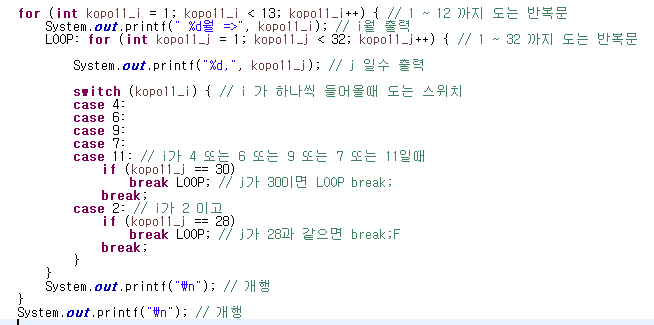 for (int kopo11_i = 1; kopo11_i < 13; kopo11_i++) { // 1 ~ 12 까지 도는 반복문
System.out.printf(" %d월 =>", kopo11_i); // i월 출력
LOOP: for (int kopo11_j = 1; kopo11_j < 32; kopo11_j++) { // 1 ~ 32 까지 도는 반복문
System.out.printf("%d,", kopo11_j); // j 일수 출력
switch (kopo11_i) { // i 가 하나씩 들어올때 도는 스위치
case 4:
case 6:
case 9:
case 7:
case 11: // i가 4 또는 6 또는 9 또는 7 또는 11일때
if (kopo11_j == 30)
break LOOP; // j가 30이면 LOOP break;
break;
case 2: // i가 2 이고
if (kopo11_j == 28)
break LOOP; // j가 28과 같으면 break;F
break;
}
}
System.out.printf("₩n"); // 개행
}
System.out.printf("₩n"); // 개행